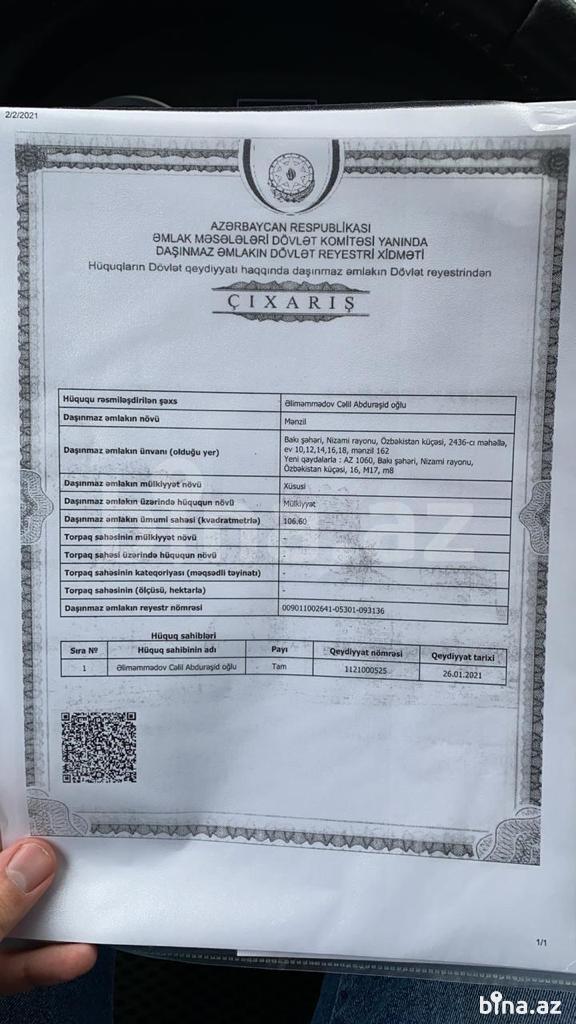 2/2/2021
AZƏRBAYCAN RESPUBLİKASI
ƏMLAK MƏSƏLƏLƏRİ DÖVLƏT KOMİTƏSİ YANINDA
DAŞINMAZ ƏMLAKIN DÖVLƏT REYESTRİ XİDMƏTİ
Hüquqların Dövlət qeydiyyatı haqqında daşınmaz əmlakın Dövlət reyestrindən
ÇIXARIŞ
Hüququ rəsmiləşdirilən şəxs Əliməmmədov Cəlil Abdurəşid oğlu
Daşınmaz əmlakın növü Mənzil
Daşınmaz əmlakın ünvanı (olduğu yer) Bakı şəhəri, Nizami rayonu, Özbəkistan küçəsi, 2436-cı məhəllə,
ev 10,12,14,16,18, mənzil 162
Yeni qaydalarla : AZ 1060, Bakı şəhəri, Nizami rayonu,
Özbəkistan küçəsi, 16, M17, m8
Daşınmaz əmlakın mülkiyyət növü Xüsusi
Daşınmaz əmlakın üzərində hüququn növü Mülkiyyət
Daşınmaz əmlakın ümumi sahəsi (kvadratmetrlə) 106.60
Torpaq sahəsinin mülkiyyət növü -
Torpaq sahəsi üzərində hüququn növü -
Torpaq sahəsinin kateqoriyası (məqsədli təyinatı) -
Torpaq sahəsinin (ölçüsü, hektarla) -
Daşınmaz əmlakın reyestr nömrəsi 009011002641-05301-093136
Hüquq sahibləri
Sıra № Hüquq sahibinin adı Payı Qeydiyyat nömrəsi Qeydiyyat tarixi
1 Əliməmmədov Cəlil Abdurəşid oğlu Tam 1121000525 26.01.2021
bina.az
1/1
bina.az